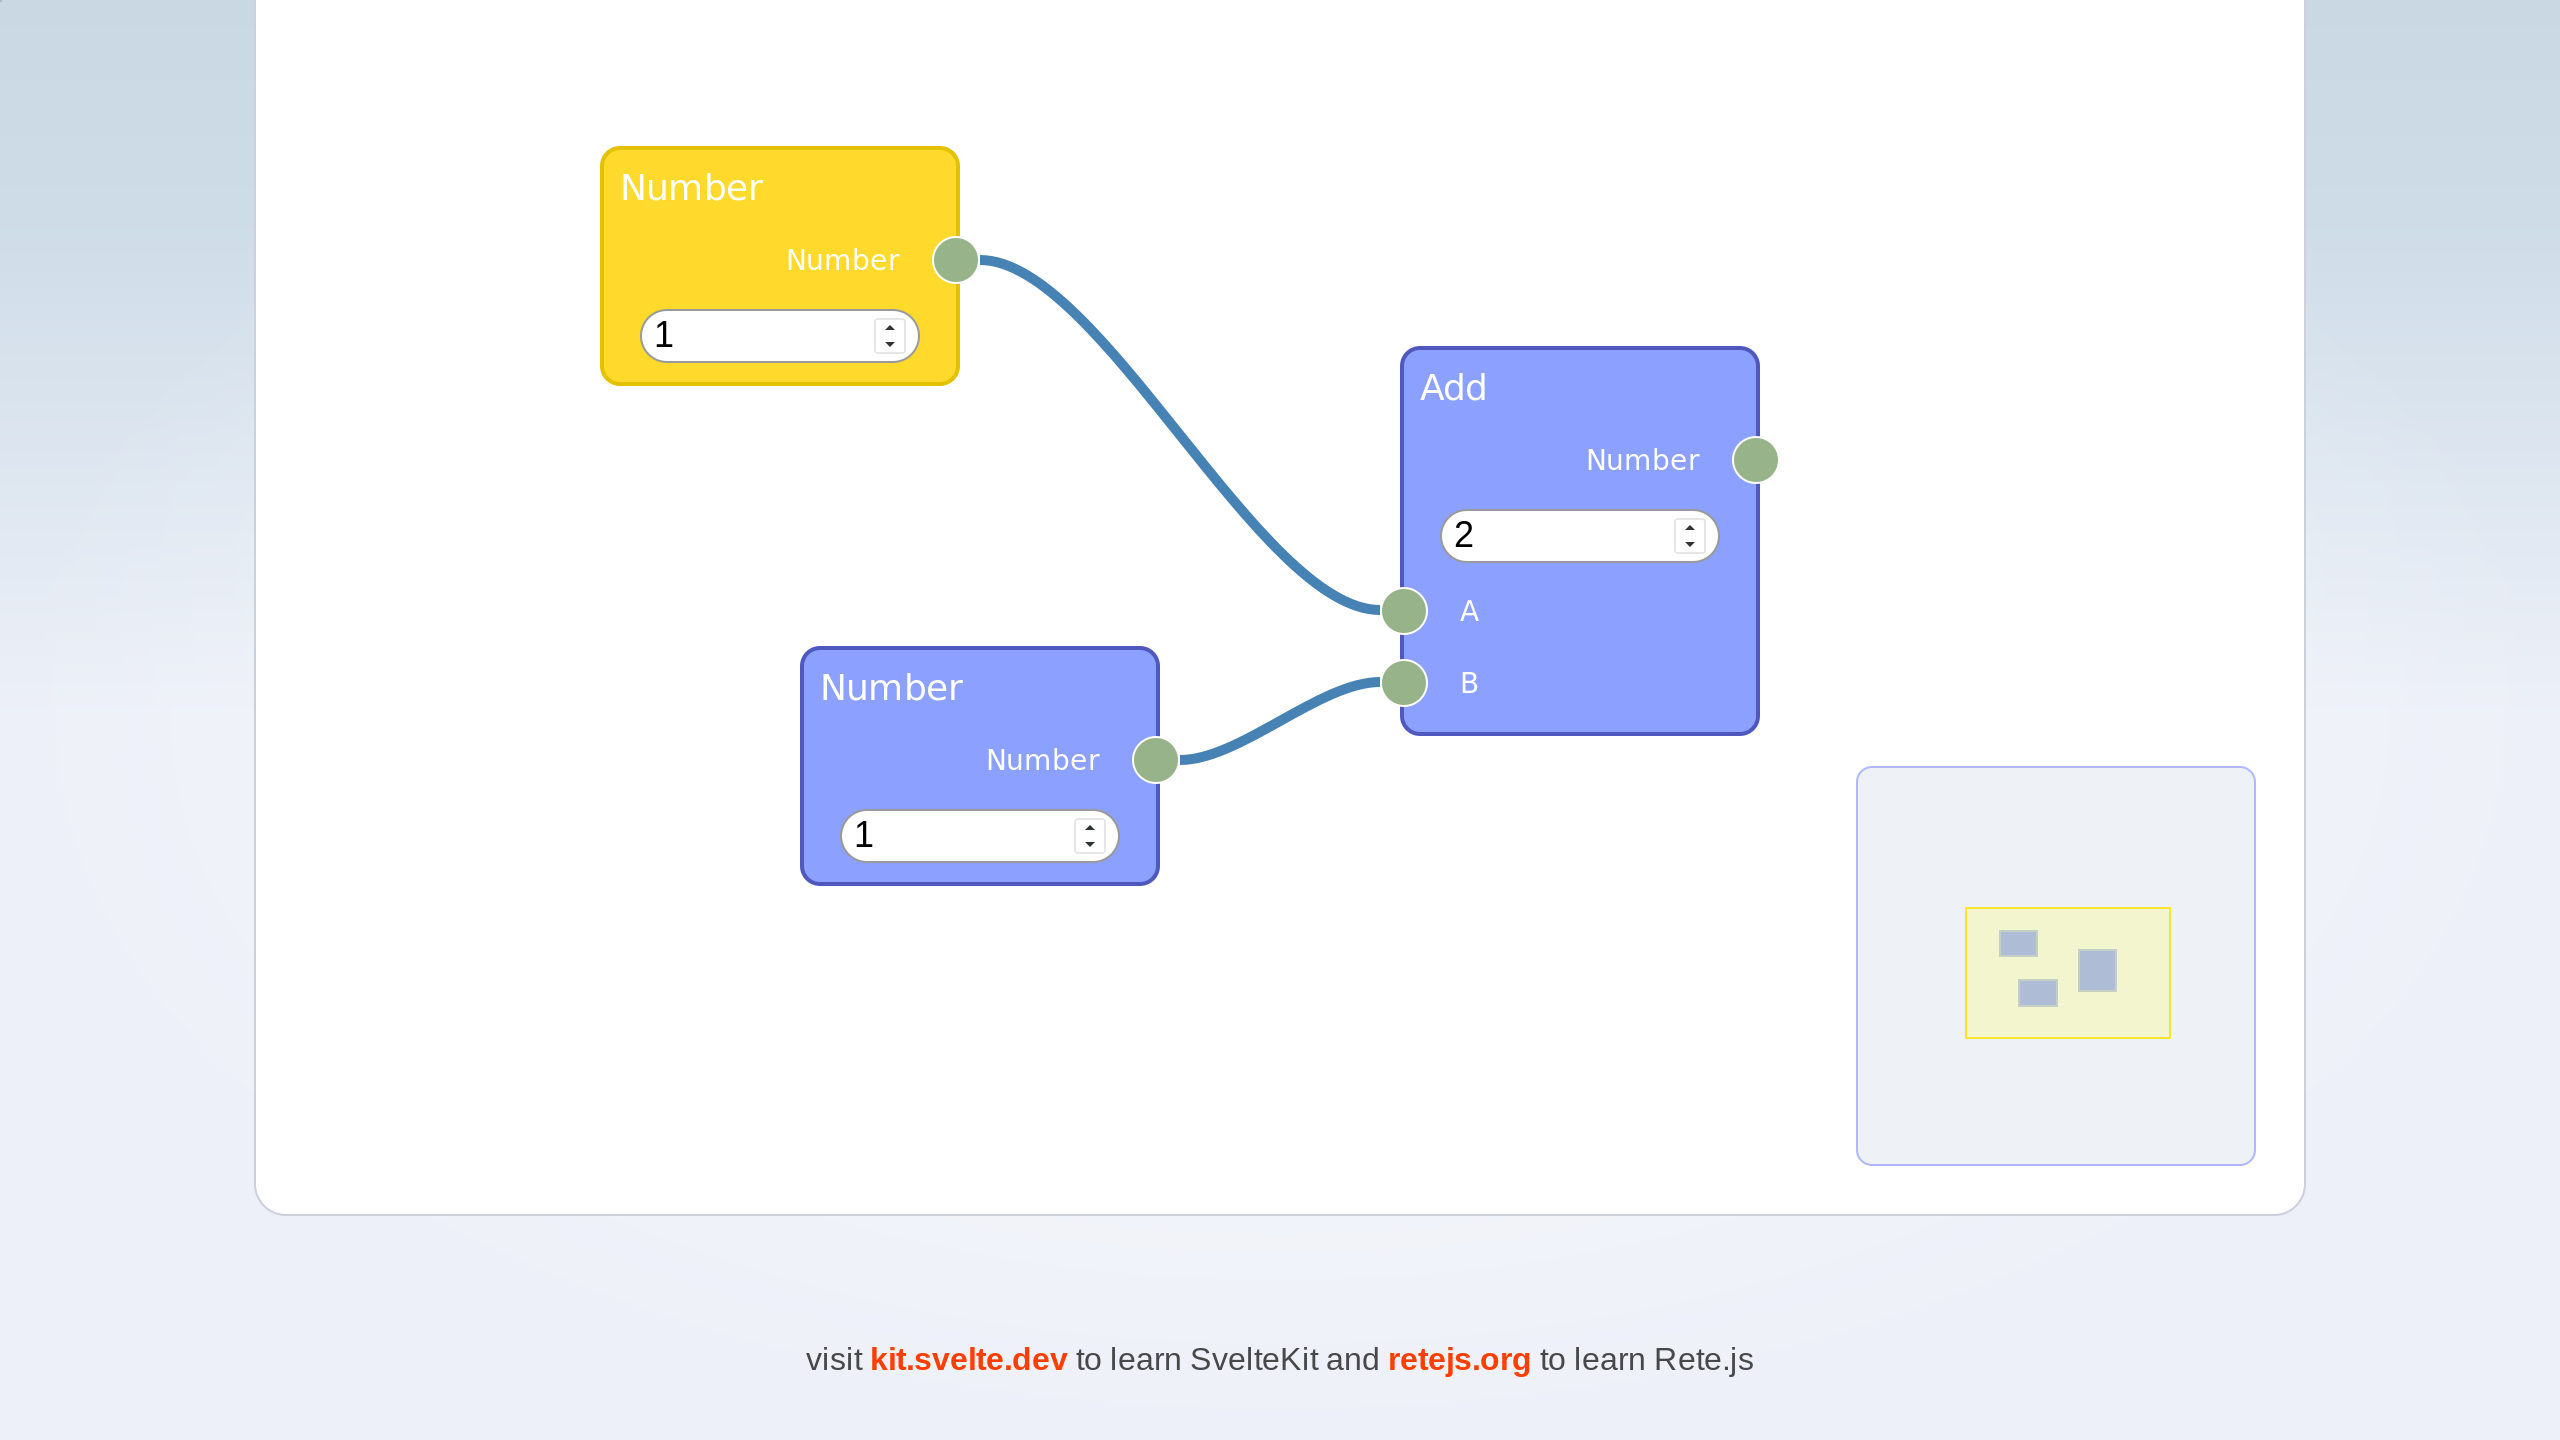 Number
Number
1
Add
Number
2
A
B
Number
Number
1
visit kit.svelte.dev to learn SvelteKit and retejs.org to learn Rete.js